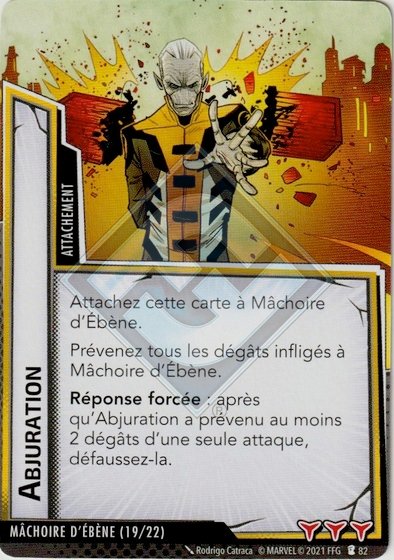 ATTACHEMENT
ABJURATION
Attachez cette carte à Mâchoire
d'Ébène.
Prévenez tous les dégâts infligés à
Mâchoire d'Ébène.
Réponse forcée : après
qu'Abjuration a prévenu au moins
2 dégâts d'une seule attaque,
défaussez-la.
MÂCHOIRE D'ÉBÈNE (19/22)
Rodrigo Catraca © MARVEL © 2021 FFG 82